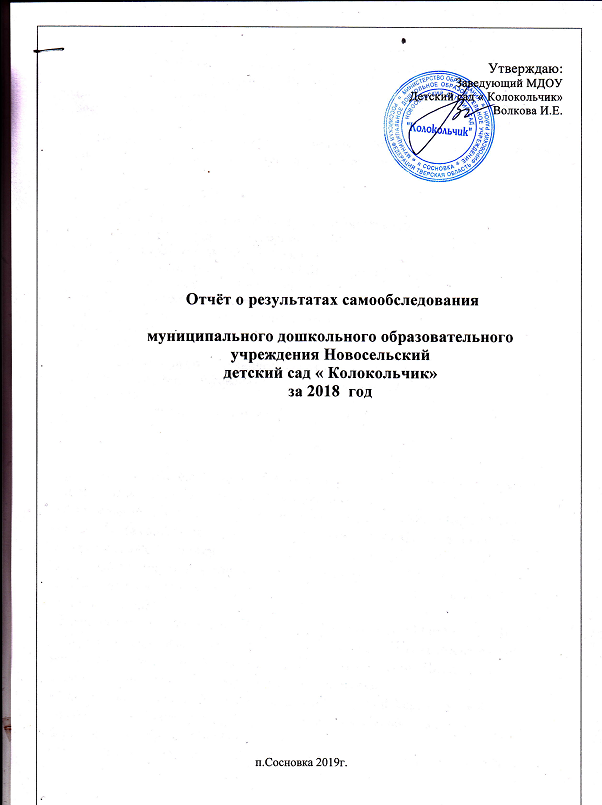 Утверждаю:
Заведующий МДОУ
Детский сад « Колокольчик»
Волкова И.Е.
"Колокольчик"
Отчёт о результатах самообследования
муниципального дошкольного образовательного
учреждения Новосельский
детский сад « Колокольчик»
за 2018 год
п.Сосновка 2019г.